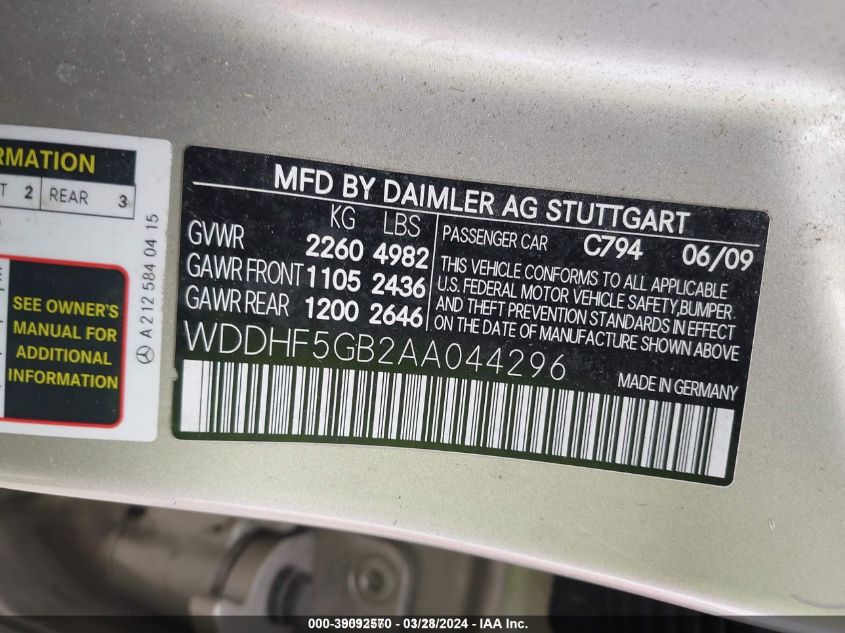 RMATION
T 2 REAR 3
SEE OWNER'S
MANUAL FOR
ADDITIONAL
INFORMATION
A 212 584 04 15
MFD BY DAIMLER AG STUTTGART
KG LBS
GVWR 2260 4982
GAWR FRONT 1105 2436
GAWR REAR 1200 2646
PASSENGER CAR C794 06/09
THIS VEHICLE CONFORMS TO ALL APPLICABLE
U.S. FEDERAL MOTOR VEHICLE SAFETY,BUMPER
AND THEFT PREVENTION STANDARDS IN EFFECT
ON THE DATE OF MANUFACTURE SHOWN ABOVE
WDDHF5GB2AA044296
MADE IN GERMANY
03/28/2024 - IAA Inc.